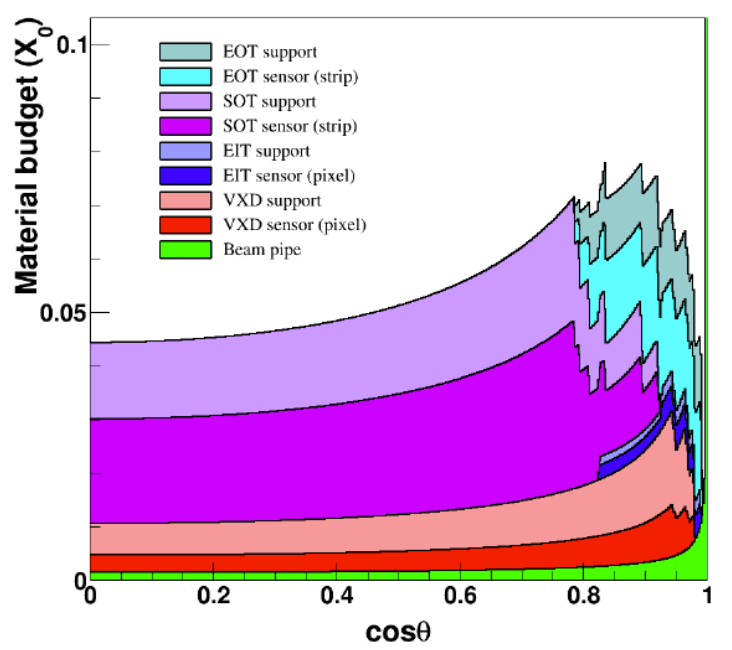 Material budget (X0)
0.1
0.05
0
EOT support
EOT sensor (strip)
SOT support
SOT sensor (strip)
EIT support
EIT sensor (pixel)
VXD support
VXD sensor (pixel)
Beam pipe
0 0.2 0.4 0.6 0.8 1
cosθ